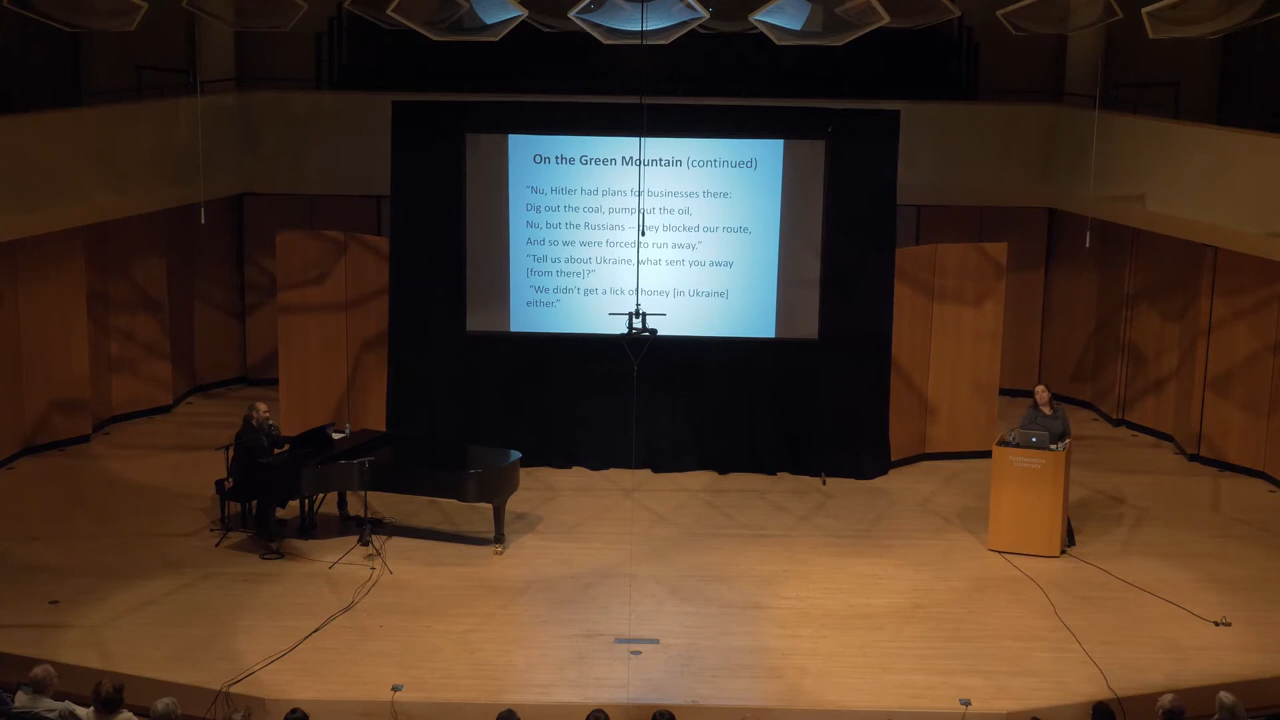 On the Green Mountain (continued)
“Nu, Hitler had plans for businesses there:
Dig out the coal, pump out the oil,
Nu, but the Russians -- they blocked our route,
And so we were forced to run away.”
“Tell us about Ukraine, what sent you away
[from there]?”
“We didn’t get a lick of honey [in Ukraine]
either.”
Northwestern
University